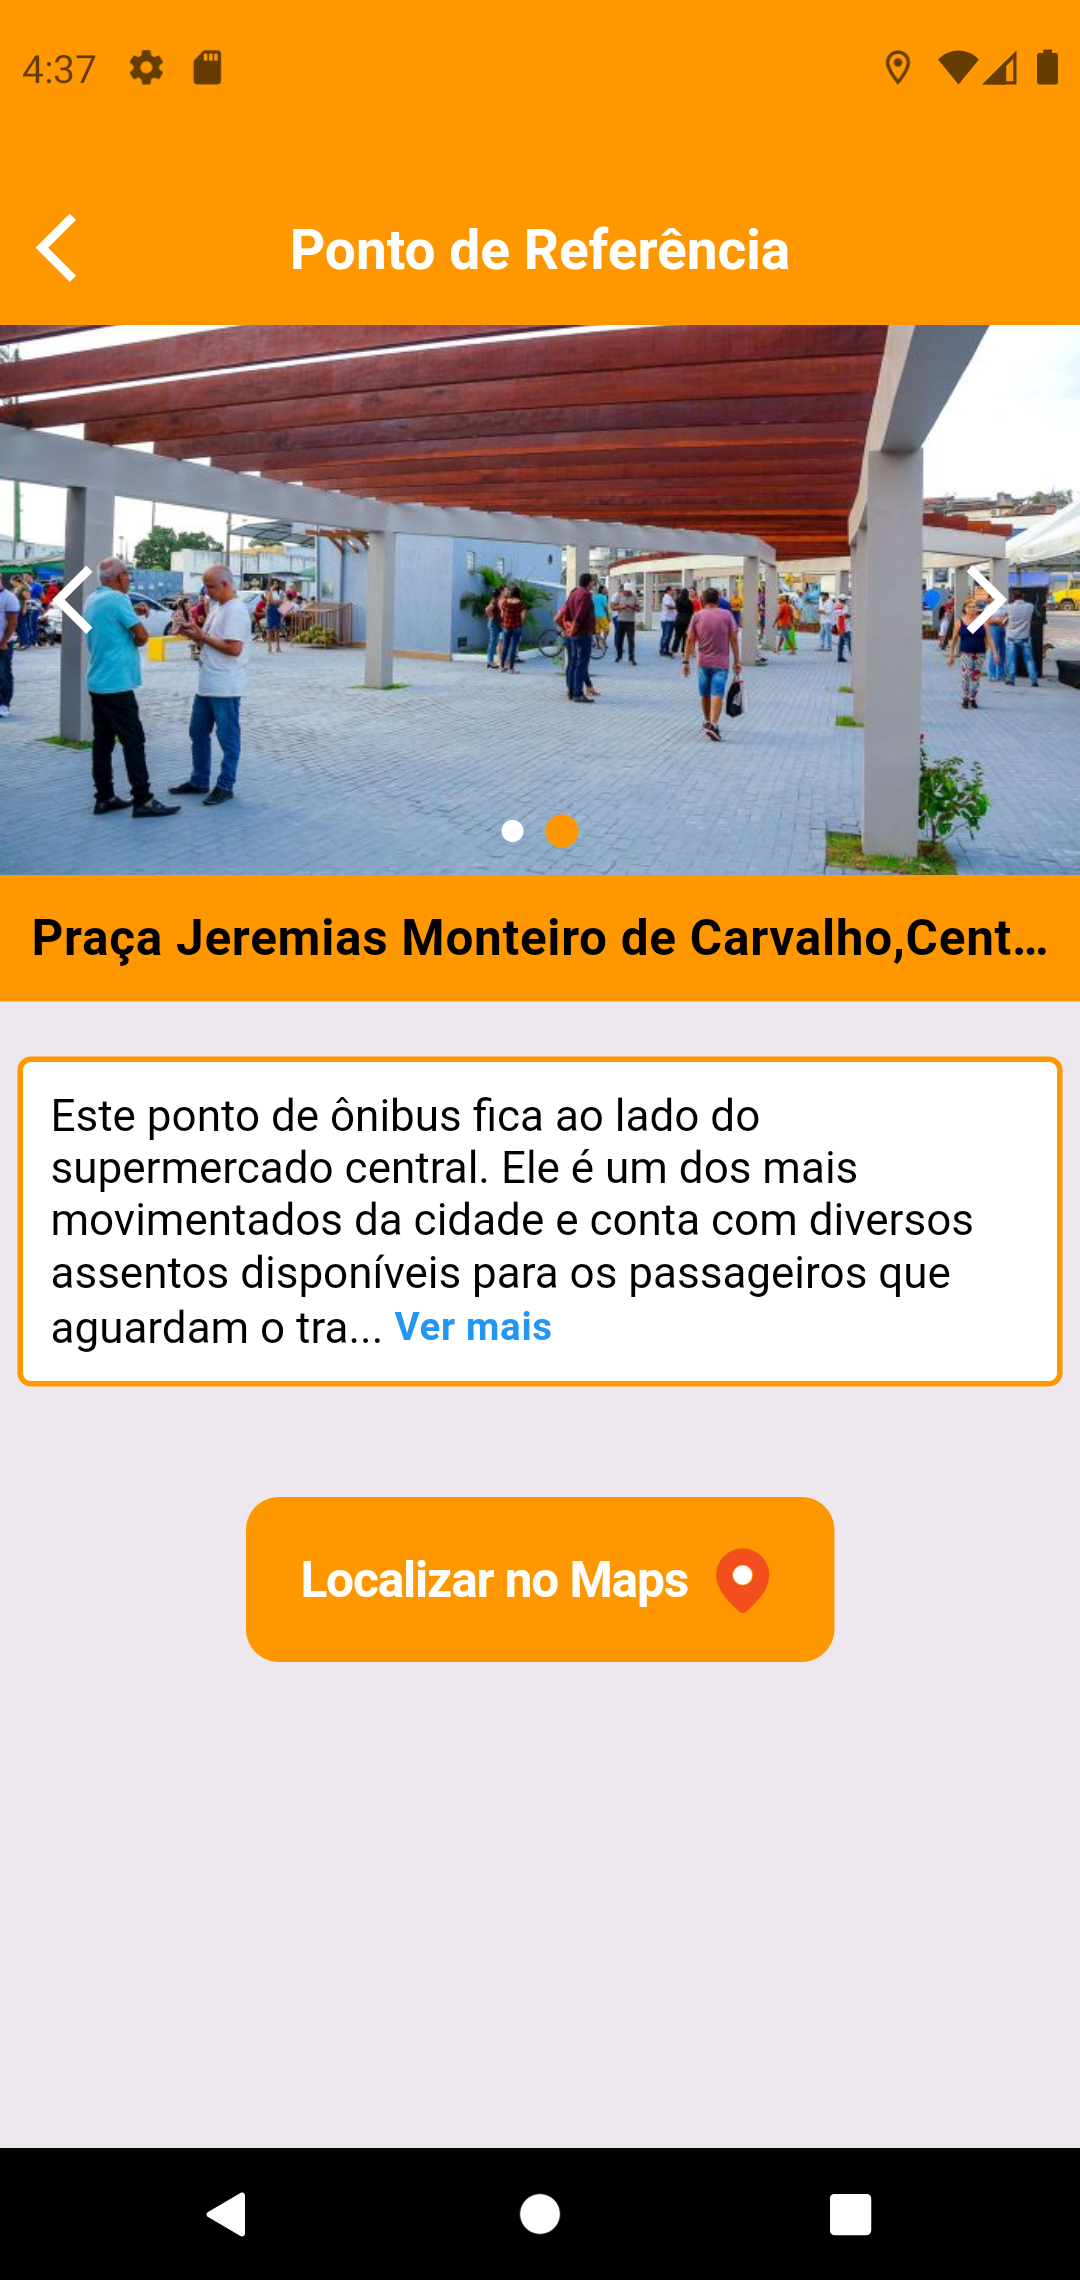 4:37
Ponto de Referência
Praça Jeremias Monteiro de Carvalho,Cent...
Este ponto de ônibus fica ao lado do
supermercado central. Ele é um dos mais
movimentados da cidade e conta com diversos
assentos disponíveis para os passageiros que
aguardam o tra... Ver mais
Localizar no Maps